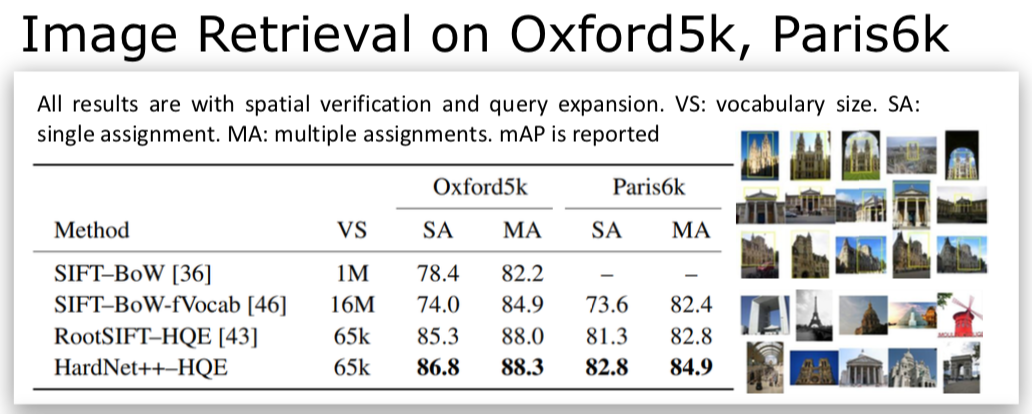 Image Retrieval on Oxford5k, Paris6k
All results are with spatial verification and query expansion. VS: vocabulary size. SA:
single assignment. MA: multiple assignments. mAP is reported
Oxford5k Paris6k
Method VS SA MA SA MA
SIFT–BoW [36] 1M 78.4 82.2 – –
SIFT–BoW-fVocab [46] 16M 74.0 84.9 73.6 82.4
RootSIFT–HQE [43] 65k 85.3 88.0 81.3 82.8
HardNet++–HQE 65k 86.8 88.3 82.8 84.9